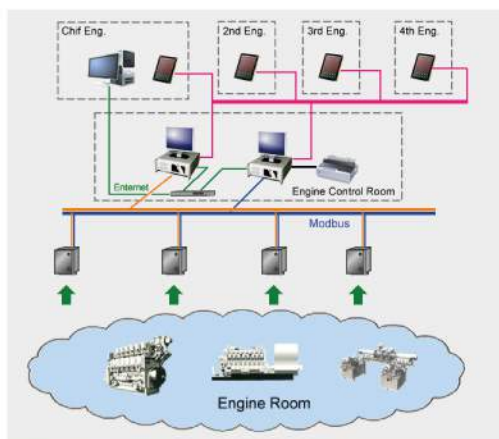 Chif Eng.
2nd Eng.
3rd Eng.
4th Eng.
Enternet
Engine Control Room
Modbus
Engine Room